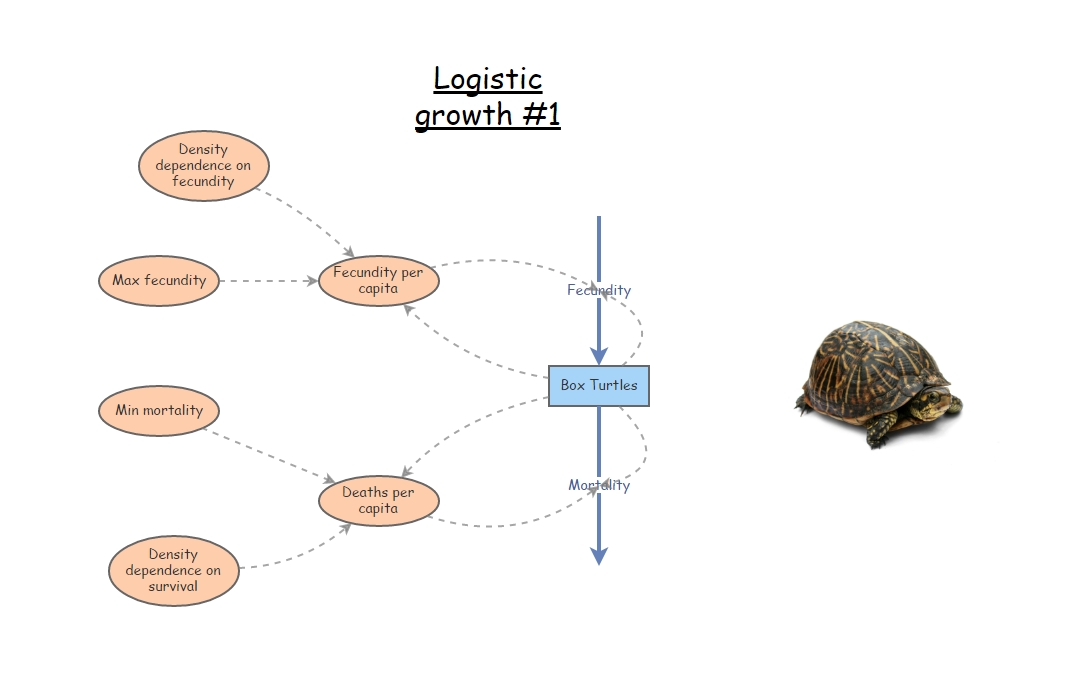 Logistic
growth #1
Density
dependence on
fecundity
Max fecundity
Fecundity per
capita
Fecundity
Box Turtles
Min mortality
Deaths per
capita
Mortality
Density
dependence on
survival